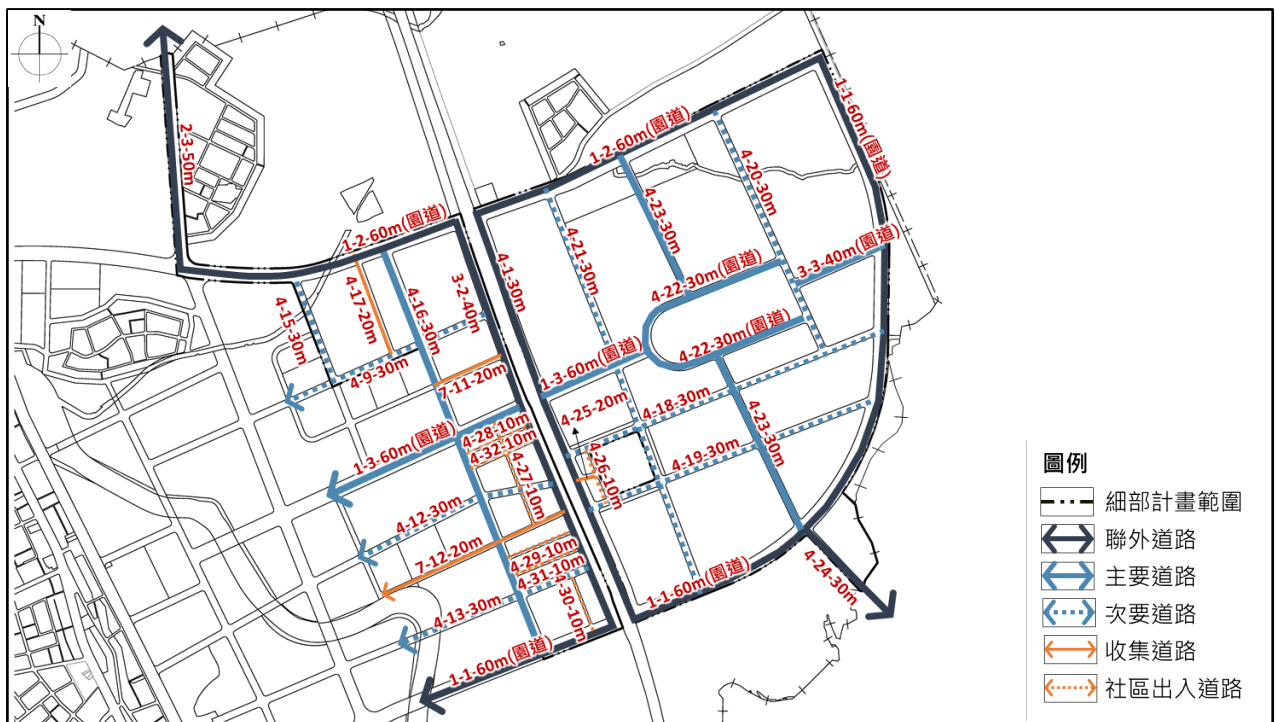 N
2-3-50m
1-2-60m(園道)
1-1-60m(園道)
1-2-60m(園道)
4-20-30m
4-23-30m
4-21-30m
4-22-30m(園道)
3-3-40m(園道)
4-1-30m
3-2-40m
4-16-30m
4-17-20m
4-15-30m
4-9-30m
7-11-20m
4-22-30m(園道)
1-3-60m(園道)
4-25-20m
4-18-30m
4-23-30m
4-28-10m
4-32-10m
1-3-60m(園道)
4-27-10m
4-26-10m
4-19-30m
4-12-30m
7-12-20m
4-29-10m
4-31-10m
4-30-10m
4-13-30m
1-1-60m(園道)
4-24-30m
1-1-60m(園道)
圖例
細部計畫範圍
聯外道路
主要道路
次要道路
收集道路
社區出入道路